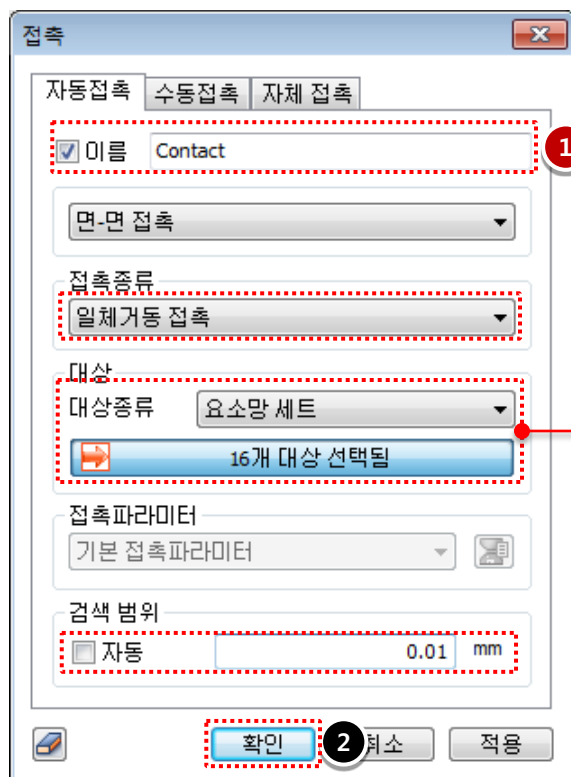 접촉
자동접촉 수동접촉 자체 접촉
이름 Contact
1
면-면 접촉
접촉종류
일체거동 접촉
대상
대상종류 요소망 세트
16개 대상 선택됨
접촉파라미터
기본 접촉파라미터
검색 범위
자동 0.01 mm
확인 2 취소 적용